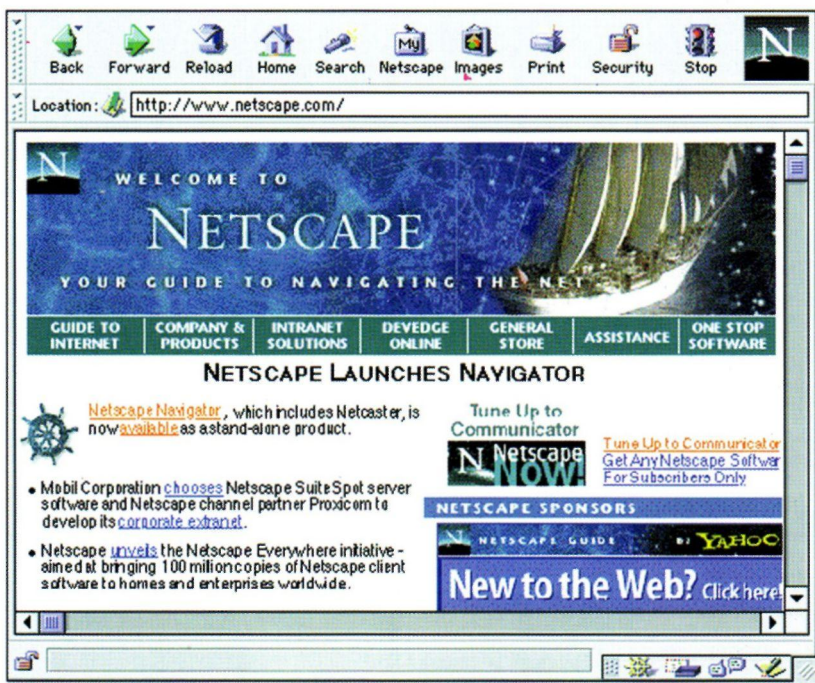 Back Forward Reload Home Search Netscape Images Print Security Stop
My
N
Location: http://www.netscape.com/
N
WELCOME TO
NETSCAPE
YOUR GUIDE TO NAVIGATING THE NET
GUIDE TO INTERNET
COMPANY & PRODUCTS
INTRANET SOLUTIONS
DEVEDGE ONLINE
GENERAL STORE
ASSISTANCE
ONE STOP SOFTWARE
NETSCAPE LAUNCHES NAVIGATOR
Netscape Navigator, which includes Netcaster, is
now available as a stand-alone product.
• Mobil Corporation chooses Netscape SuiteSpot server
software and Netscape channel partner Proxicom to
develop its corporate extranet.
• Netscape unveils the Netscape Everywhere initiative -
aimed at bringing 100 million copies of Netscape client
software to homes and enterprises worldwide.
Tune Up to
Communicator
N Netscape
NOW!
Tune Up to Communicator
Get Any Netscape Softwar
For Subscribers Only
NETSCAPE SPONSORS
N NETSCAPE GUIDE BY YAHOO
New to the Web? Click here!